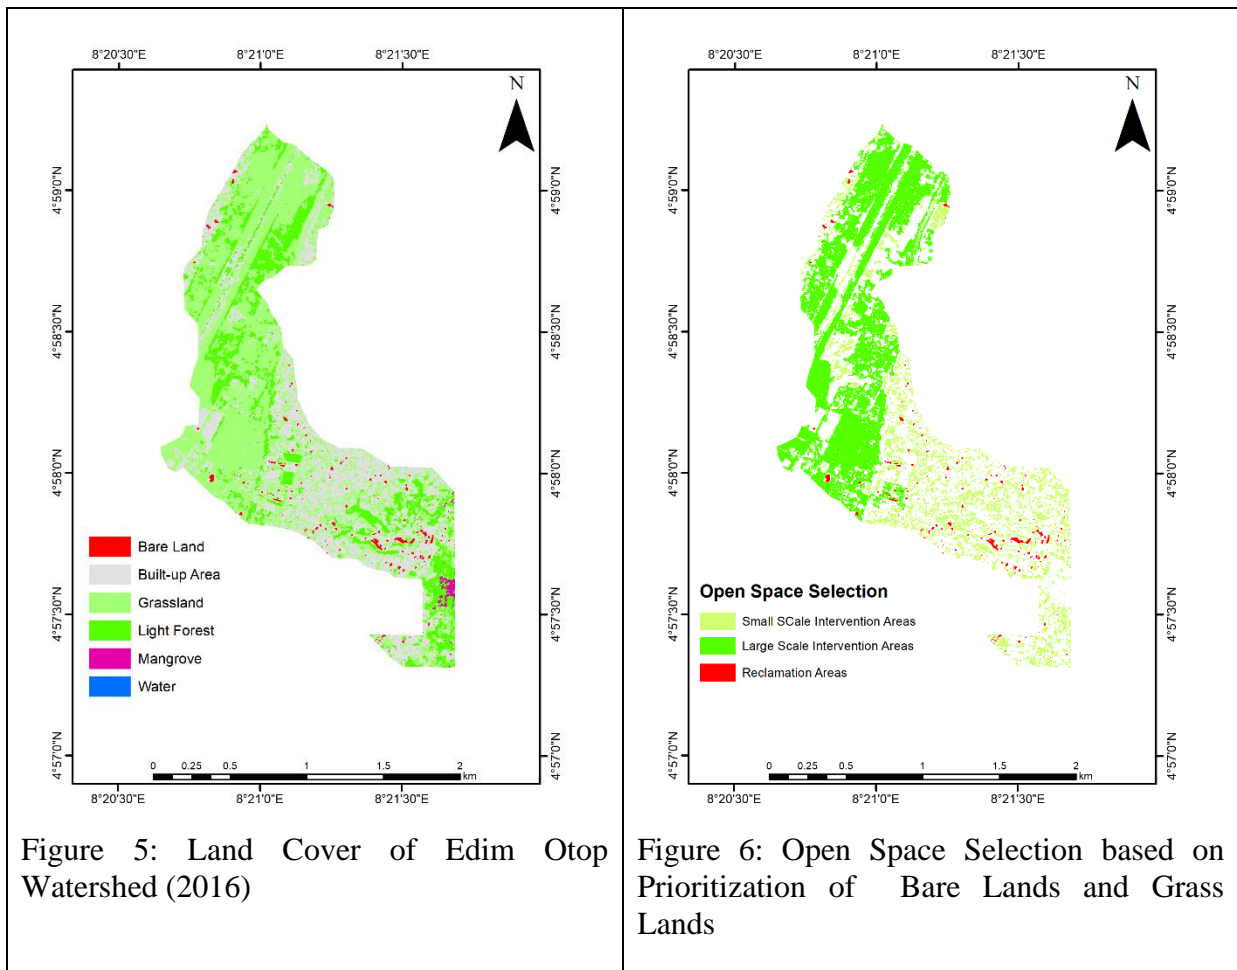 8°20'30"E
8°21'0"E
8°21'30"E
N
4°59'0"N
4°59'0"N
4°58'30"N
4°58'30"N
4°58'0"N
4°58'0"N
4°57'30"N
4°57'30"N
4°57'0"N
4°57'0"N
Bare Land
Built-up Area
Grassland
Light Forest
Mangrove
Water
0 0.25 0.5 1 1.5 2
km
8°20'30"E
8°21'0"E
8°21'30"E
Figure 5: Land Cover of Edim Otop
Watershed (2016)
8°20'30"E
8°21'0"E
8°21'30"E
N
4°59'0"N
4°59'0"N
4°58'30"N
4°58'30"N
4°58'0"N
4°58'0"N
4°57'30"N
4°57'30"N
4°57'0"N
4°57'0"N
Open Space Selection
Small SCale Intervention Areas
Large Scale Intervention Areas
Reclamation Areas
0 0.25 0.5 1 1.5 2
km
8°20'30"E
8°21'0"E
8°21'30"E
Figure 6: Open Space Selection based on
Prioritization of Bare Lands and Grass
Lands